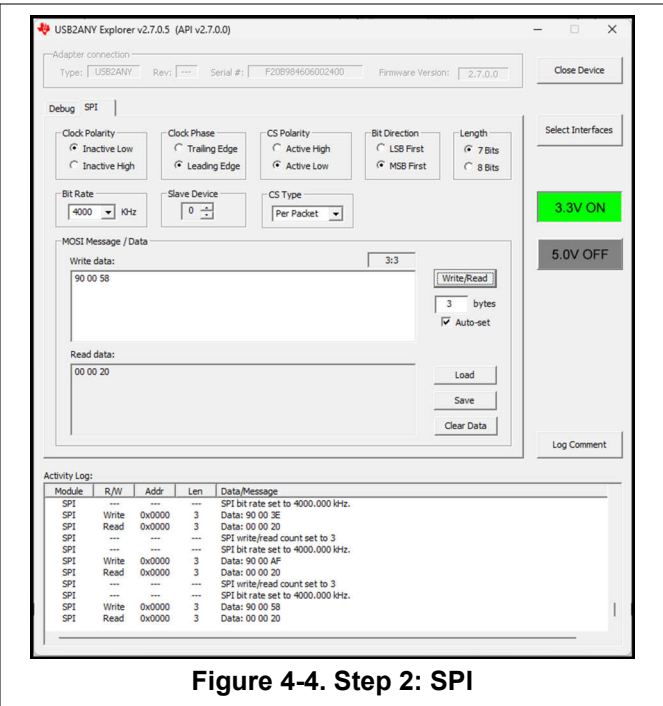 USB2ANY Explorer v2.7.0.5 (API v2.7.0.0)
Adapter connection
Type: USB2ANY Rev: --- Serial #: F20B984606002400 Firmware Version: 2.7.0.0
Close Device
Debug SPI
Select Interfaces
Clock Polarity
Inactive Low
Inactive High
Clock Phase
Trailing Edge
Leading Edge
CS Polarity
Active High
Active Low
Bit Direction
LSB First
MSB First
Length
7 Bits
8 Bits
Bit Rate
4000 KHz
Slave Device
0
CS Type
Per Packet
3.3V ON
5.0V OFF
MOSI Message / Data
Write data: 3:3
90 00 58
Write/Read
3 bytes
Auto-set
Read data:
00 00 20
Load
Save
Clear Data
Log Comment
Activity Log:
Module R/W Addr Len Data/Message
SPI --- --- --- SPI bit rate set to 4000.000 kHz.
SPI Write 0x0000 3 Data: 90 00 3E
SPI Read 0x0000 3 Data: 00 00 20
SPI --- --- --- SPI write/read count set to 3
SPI --- --- --- SPI bit rate set to 4000.000 kHz.
SPI Write 0x0000 3 Data: 90 00 AF
SPI Read 0x0000 3 Data: 00 00 20
SPI --- --- --- SPI write/read count set to 3
SPI --- --- --- SPI bit rate set to 4000.000 kHz.
SPI Write 0x0000 3 Data: 90 00 58
SPI Read 0x0000 3 Data: 00 00 20
Figure 4-4. Step 2: SPI